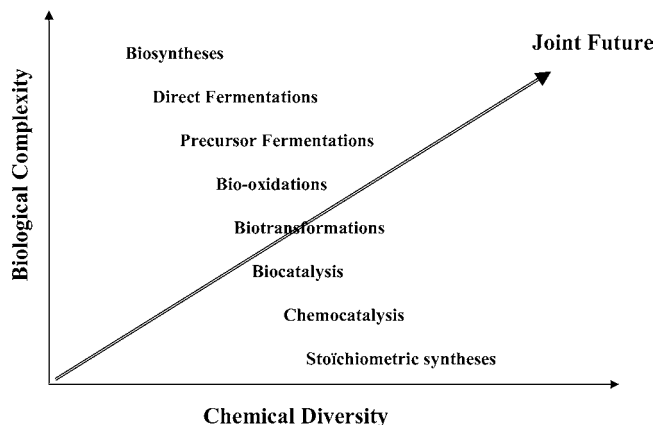 Joint Future
Biosyntheses
Direct Fermentations
Precursor Fermentations
Bio-oxidations
Biotransformations
Biocatalysis
Chemocatalysis
Stoïchiometric syntheses
Biological Complexity
Chemical Diversity